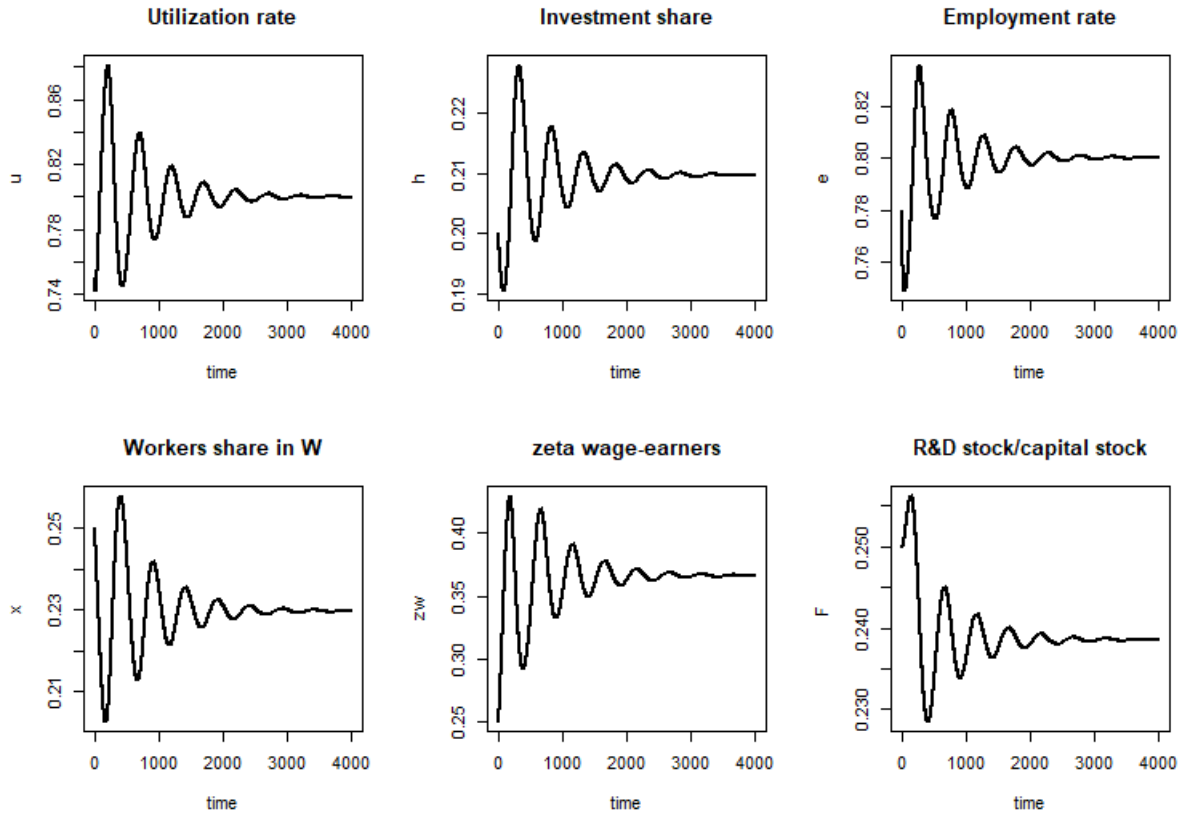 Utilization rate
Investment share
Employment rate
u
0.74 0.78 0.82 0.86
0 1000 2000 3000 4000
time
h
0.19 0.20 0.21 0.22
0 1000 2000 3000 4000
time
e
0.76 0.78 0.80 0.82
0 1000 2000 3000 4000
time
Workers share in W
zeta wage-earners
R&D stock/capital stock
x
0.21 0.23 0.25
0 1000 2000 3000 4000
time
zw
0.25 0.30 0.35 0.40
0 1000 2000 3000 4000
time
F
0.230 0.240 0.250
0 1000 2000 3000 4000
time